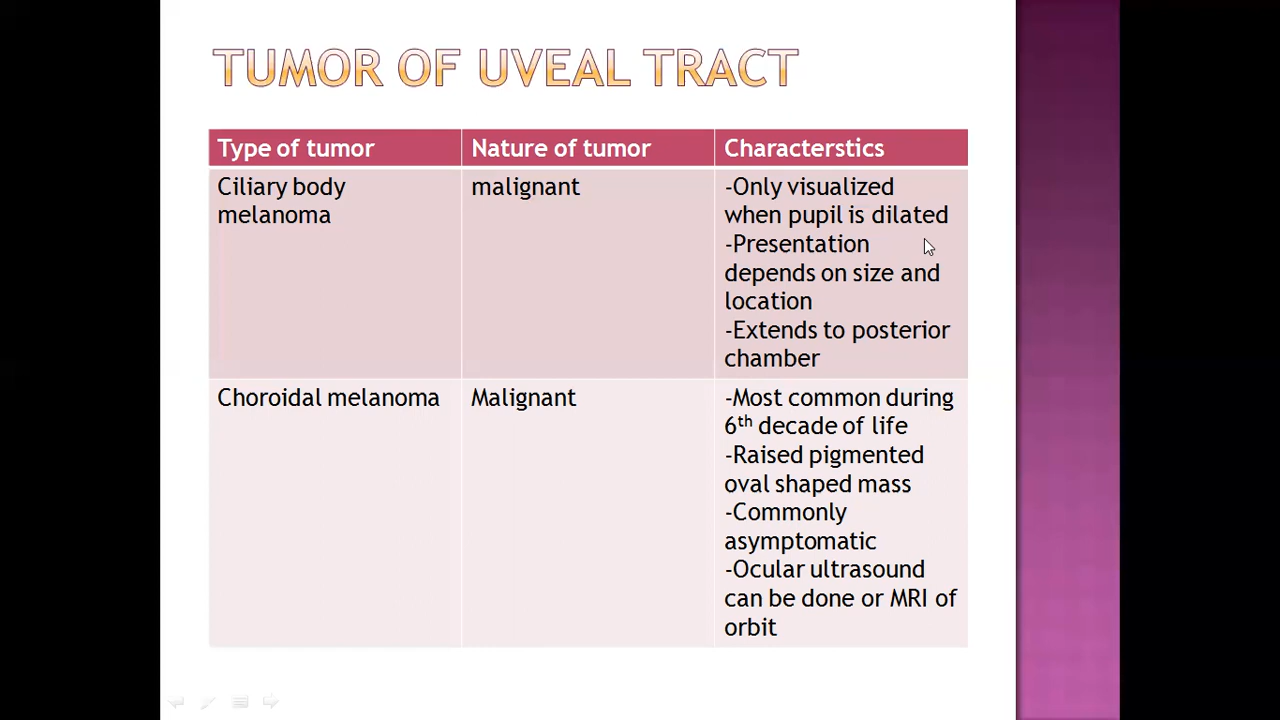 TUMOR OF UVEAL TRACT
Type of tumor
Nature of tumor
Characterstics
Ciliary body
melanoma
malignant
-Only visualized
when pupil is dilated
-Presentation
depends on size and
location
-Extends to posterior
chamber
Choroidal melanoma
Malignant
-Most common during
6th decade of life
-Raised pigmented
oval shaped mass
-Commonly
asymptomatic
-Ocular ultrasound
can be done or MRI of
orbit